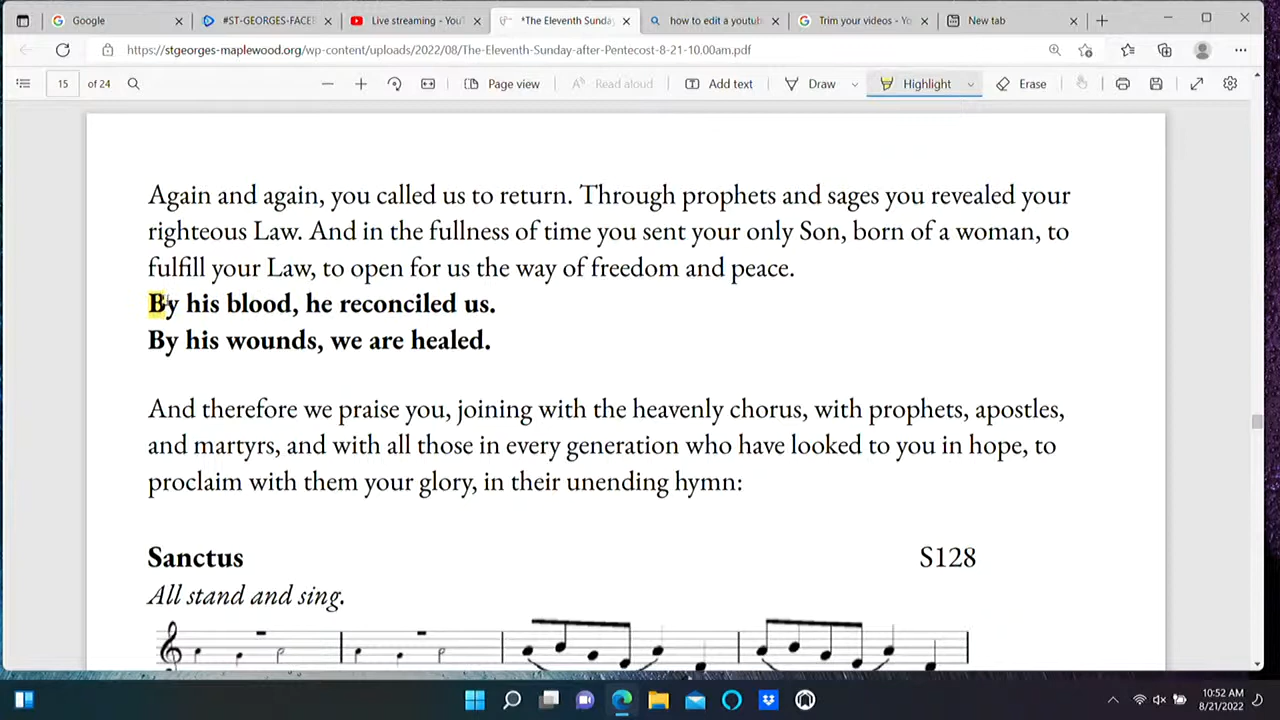 Google
#ST-GEORGES-FACEB
Live streaming - You
*The Eleventh Sunda
how to edit a youtub
Trim your videos - Yo
New tab
https://stgeorges-maplewood.org/wp-content/uploads/2022/08/The-Eleventh-Sunday-after-Pentecost-8-21-10.00am.pdf
15 of 24 Page view Read aloud Add text Draw Highlight Erase
Again and again, you called us to return. Through prophets and sages you revealed your
righteous Law. And in the fullness of time you sent your only Son, born of a woman, to
fulfill your Law, to open for us the way of freedom and peace.
By his blood, he reconciled us.
By his wounds, we are healed.
And therefore we praise you, joining with the heavenly chorus, with prophets, apostles,
and martyrs, and with all those in every generation who have looked to you in hope, to
proclaim with them your glory, in their unending hymn:
Sanctus S128
All stand and sing.
10:52 AM
8/21/2022